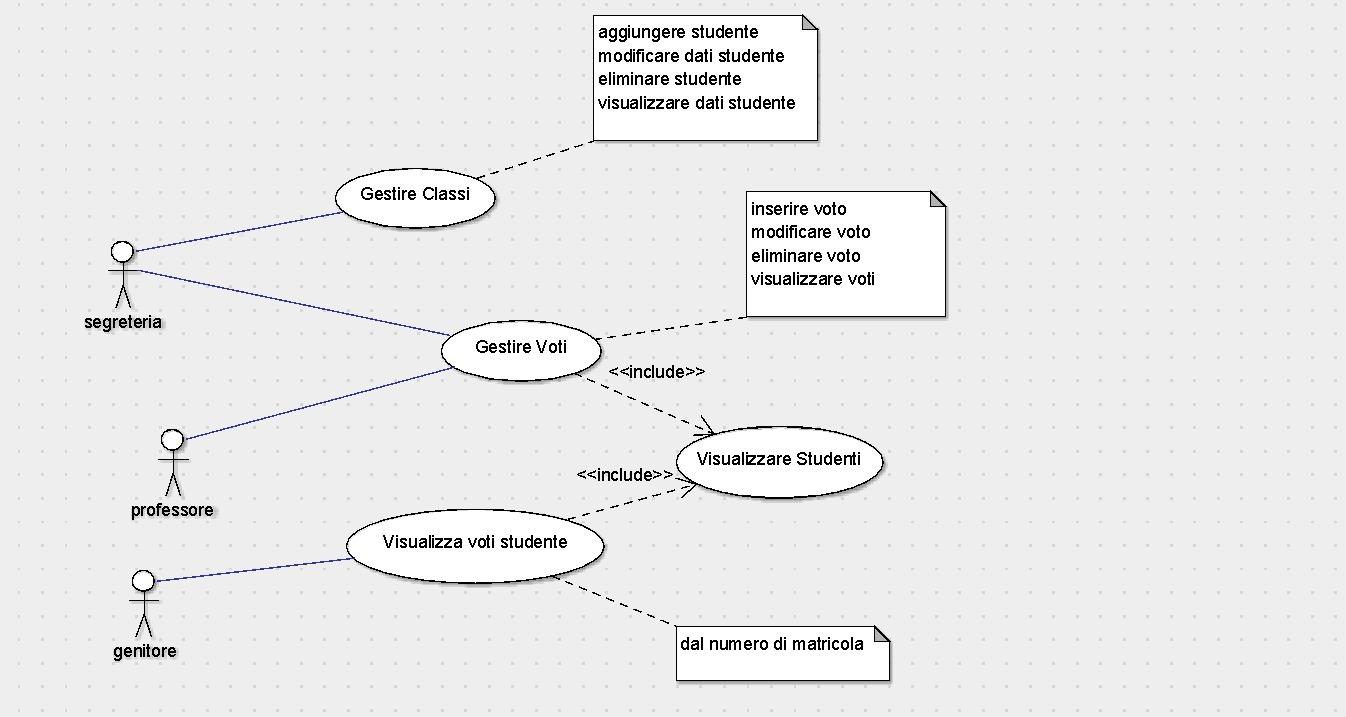 aggiungere studente
modificare dati studente
eliminare studente
visualizzare dati studente
Gestire Classi
inserire voto
modificare voto
eliminare voto
visualizzare voti
segreteria
Gestire Voti
<<include>>
Visualizzare Studenti
<<include>>
professore
Visualizza voti studente
genitore
dal numero di matricola